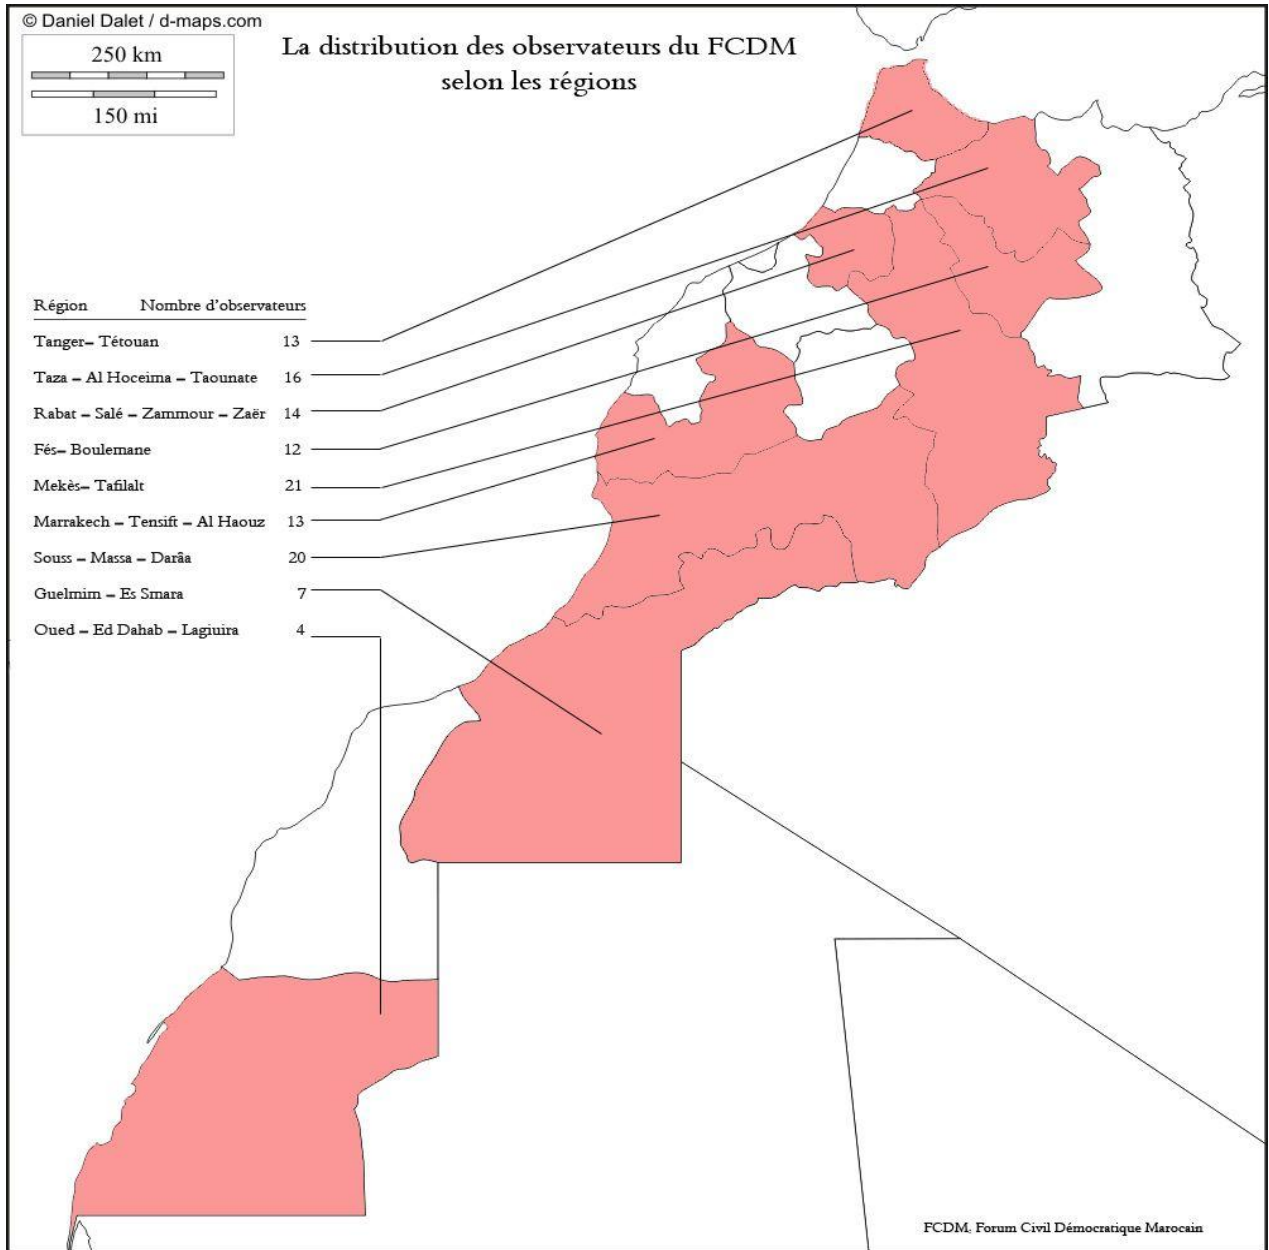 © Daniel Dalet / d-maps.com
250 km
150 mi
La distribution des observateurs du FCDM
selon les régions
Région Nombre d'observateurs
Tanger– Tétouan 13
Taza – Al Hoceima – Taounate 16
Rabat – Salé – Zammour – Zaër 14
Fés– Boulemane 12
Mekès– Tafilalt 21
Marrakech – Tensift – Al Haouz 13
Souss – Massa – Darâa 20
Guelmim – Es Smara 7
Oued – Ed Dahab – Lagiuira 4
FCDM: Forum Civil Démocratique Marocain